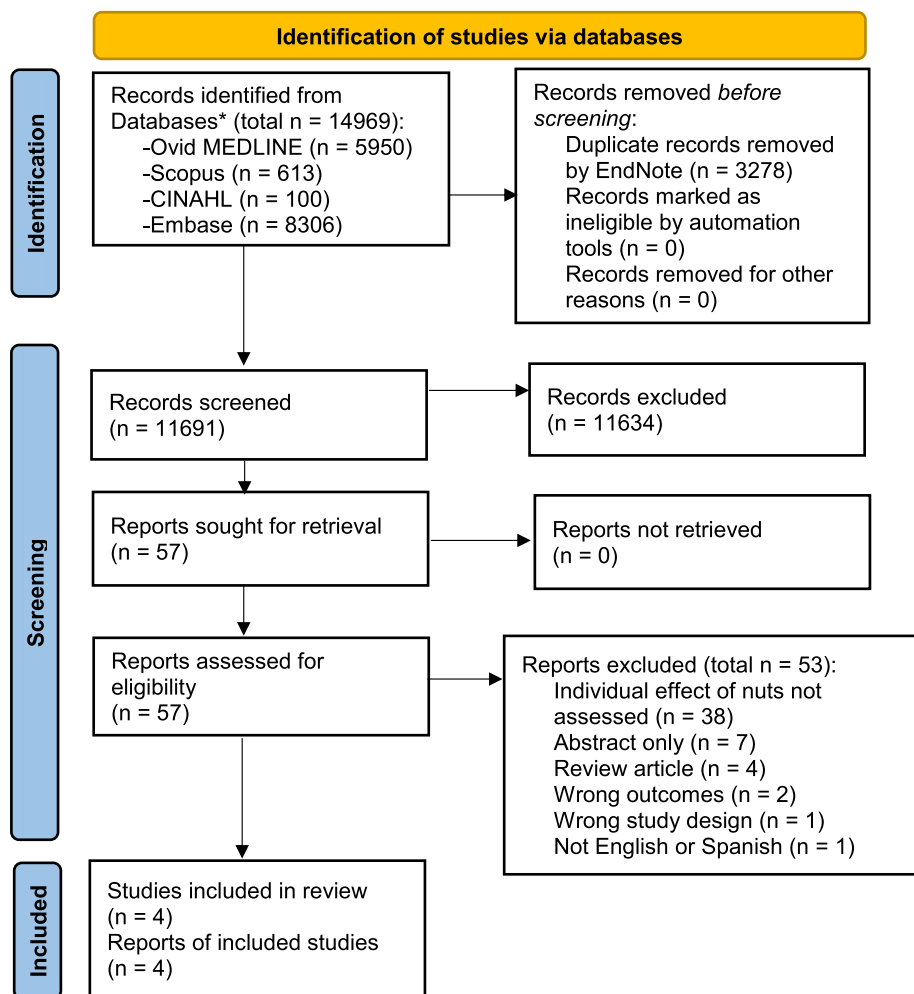 Identification of studies via databases
Identification
Records identified from
Databases* (total n = 14969):
-Ovid MEDLINE (n = 5950)
-Scopus (n = 613)
-CINAHL (n = 100)
-Embase (n = 8306)
Records removed before
screening:
Duplicate records removed
by EndNote (n = 3278)
Records marked as
ineligible by automation
tools (n = 0)
Records removed for other
reasons (n = 0)
Screening
Records screened
(n = 11691)
Records excluded
(n = 11634)
Reports sought for retrieval
(n = 57)
Reports not retrieved
(n = 0)
Reports assessed for
eligibility
(n = 57)
Reports excluded (total n = 53):
Individual effect of nuts not
assessed (n = 38)
Abstract only (n = 7)
Review article (n = 4)
Wrong outcomes (n = 2)
Wrong study design (n = 1)
Not English or Spanish (n = 1)
Included
Studies included in review
(n = 4)
Reports of included studies
(n = 4)